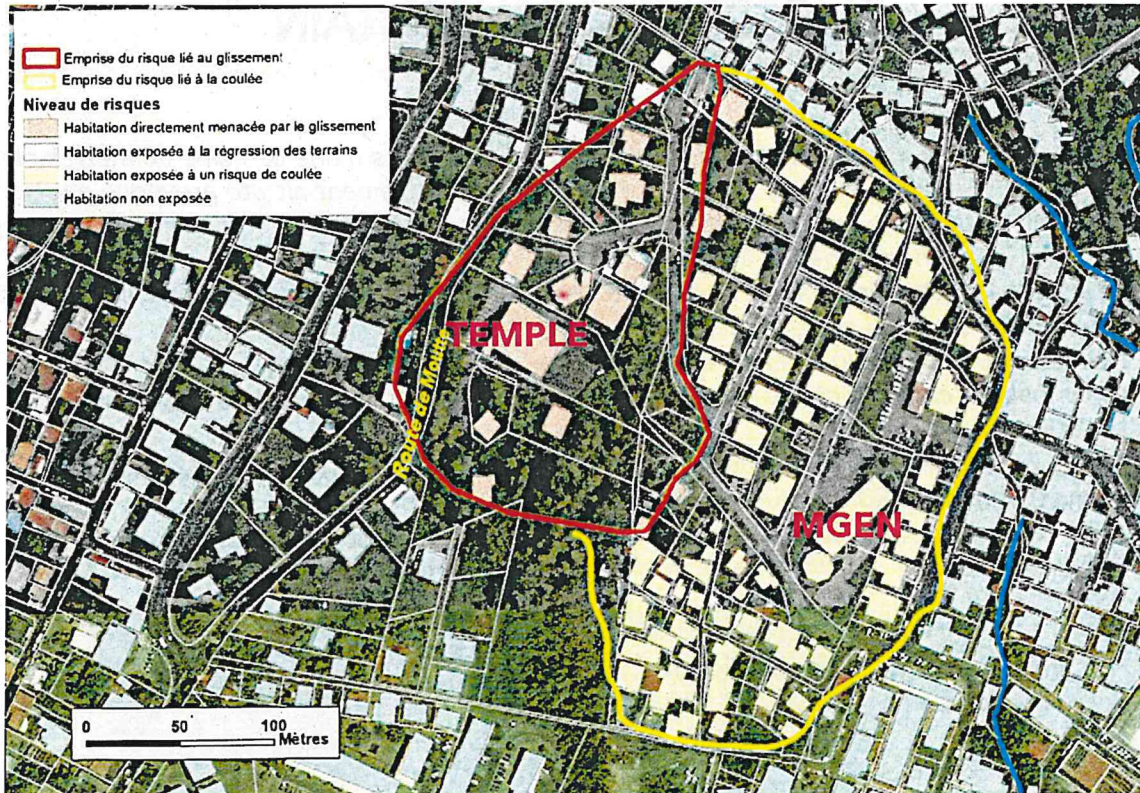 Emprise du risque lié au glissement
Emprise du risque lié à la coulée
Niveau de risques
Habitation directement menacée par le glissement
Habitation exposée à la régression des terrains
Habitation exposée à un risque de coulée
Habitation non exposée
TEMPLE
Route de Moutte
MGEN
0 50 100
Mètres